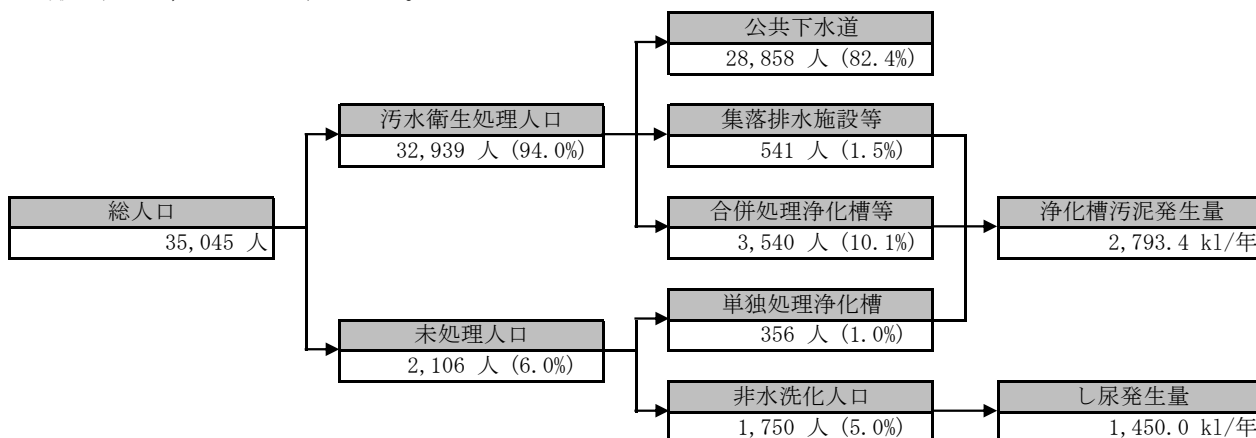 公共下水道
28,858 人 (82.4%)
汚水衛生処理人口
32,939 人 (94.0%)
集落排水施設等
541 人 (1.5%)
総人口
35,045 人
合併処理浄化槽等
3,540 人 (10.1%)
浄化槽汚泥発生量
2,793.4 kl/年
未処理人口
2,106 人 (6.0%)
単独処理浄化槽
356 人 (1.0%)
非水洗化人口
1,750 人 (5.0%)
し尿発生量
1,450.0 kl/年